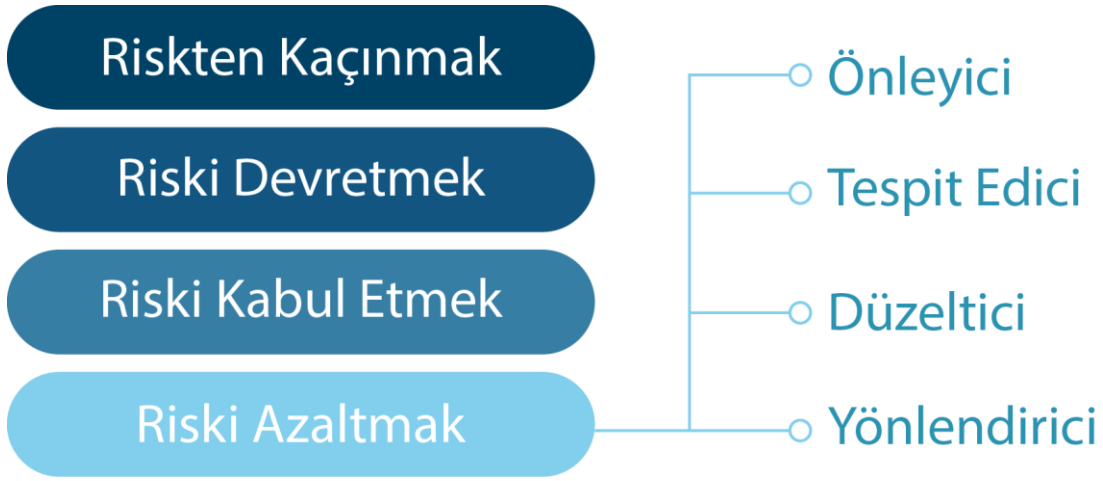 Riskten Kaçınmak
Riski Devretmek
Riski Kabul Etmek
Riski Azaltmak
Önleyici
Tespit Edici
Düzeltici
Yönlendirici